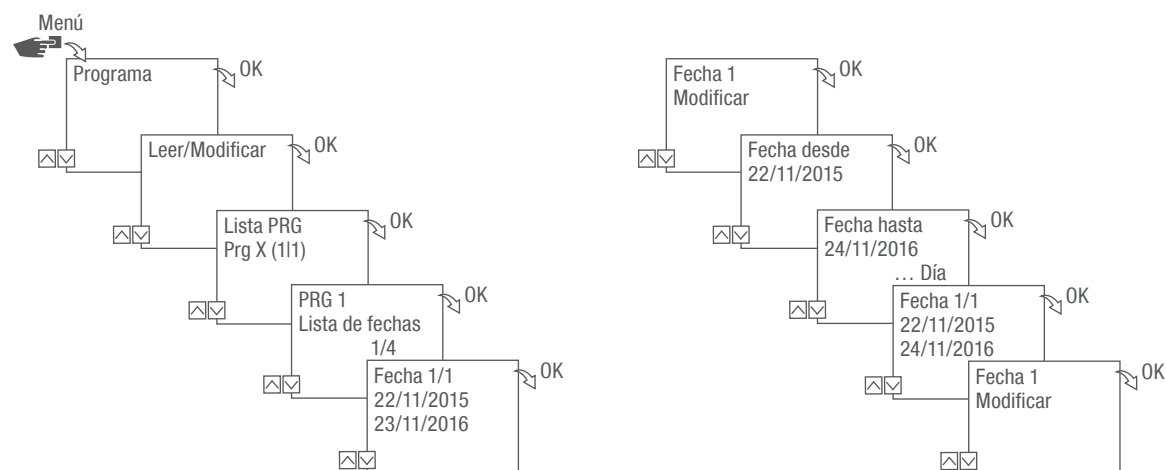 Menú
Programa
OK
Leer/Modificar
OK
Lista PRG
Prg X (1|1)
OK
PRG 1
Lista de fechas
1/4
OK
Fecha 1/1
22/11/2015
23/11/2016
OK
Fecha 1
Modificar
OK
Fecha desde
22/11/2015
OK
Fecha hasta
24/11/2016
… Día
OK
Fecha 1/1
22/11/2015
24/11/2016
OK
Fecha 1
Modificar
OK